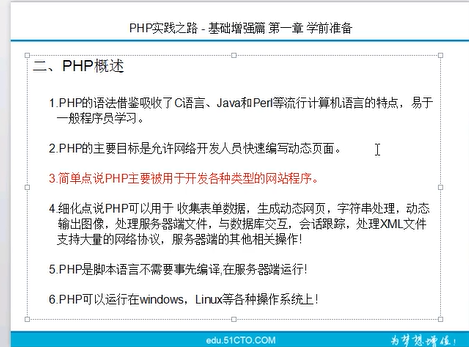 PHP实践之路 - 基础增强篇 第一章 学前准备
二、PHP概述
1.PHP的语法借鉴吸收了C语言、Java和Perl等流行计算机语言的特点，易于
一般程序员学习。
2.PHP的主要目标是允许网络开发人员快速编写动态页面。
3.简单点说PHP主要被用于开发各种类型的网站程序。
4.细化点说PHP可以用于 收集表单数据，生成动态网页，字符串处理，动态
输出图像，处理服务器端文件，与数据库交互，会话跟踪，处理XML文件
支持大量的网络协议，服务器端的其他相关操作!
5.PHP是脚本语言不需要事先编译,在服务器端运行!
6.PHP可以运行在windows，Linux等各种操作系统上!
edu.51CTO.com
为梦想增值!